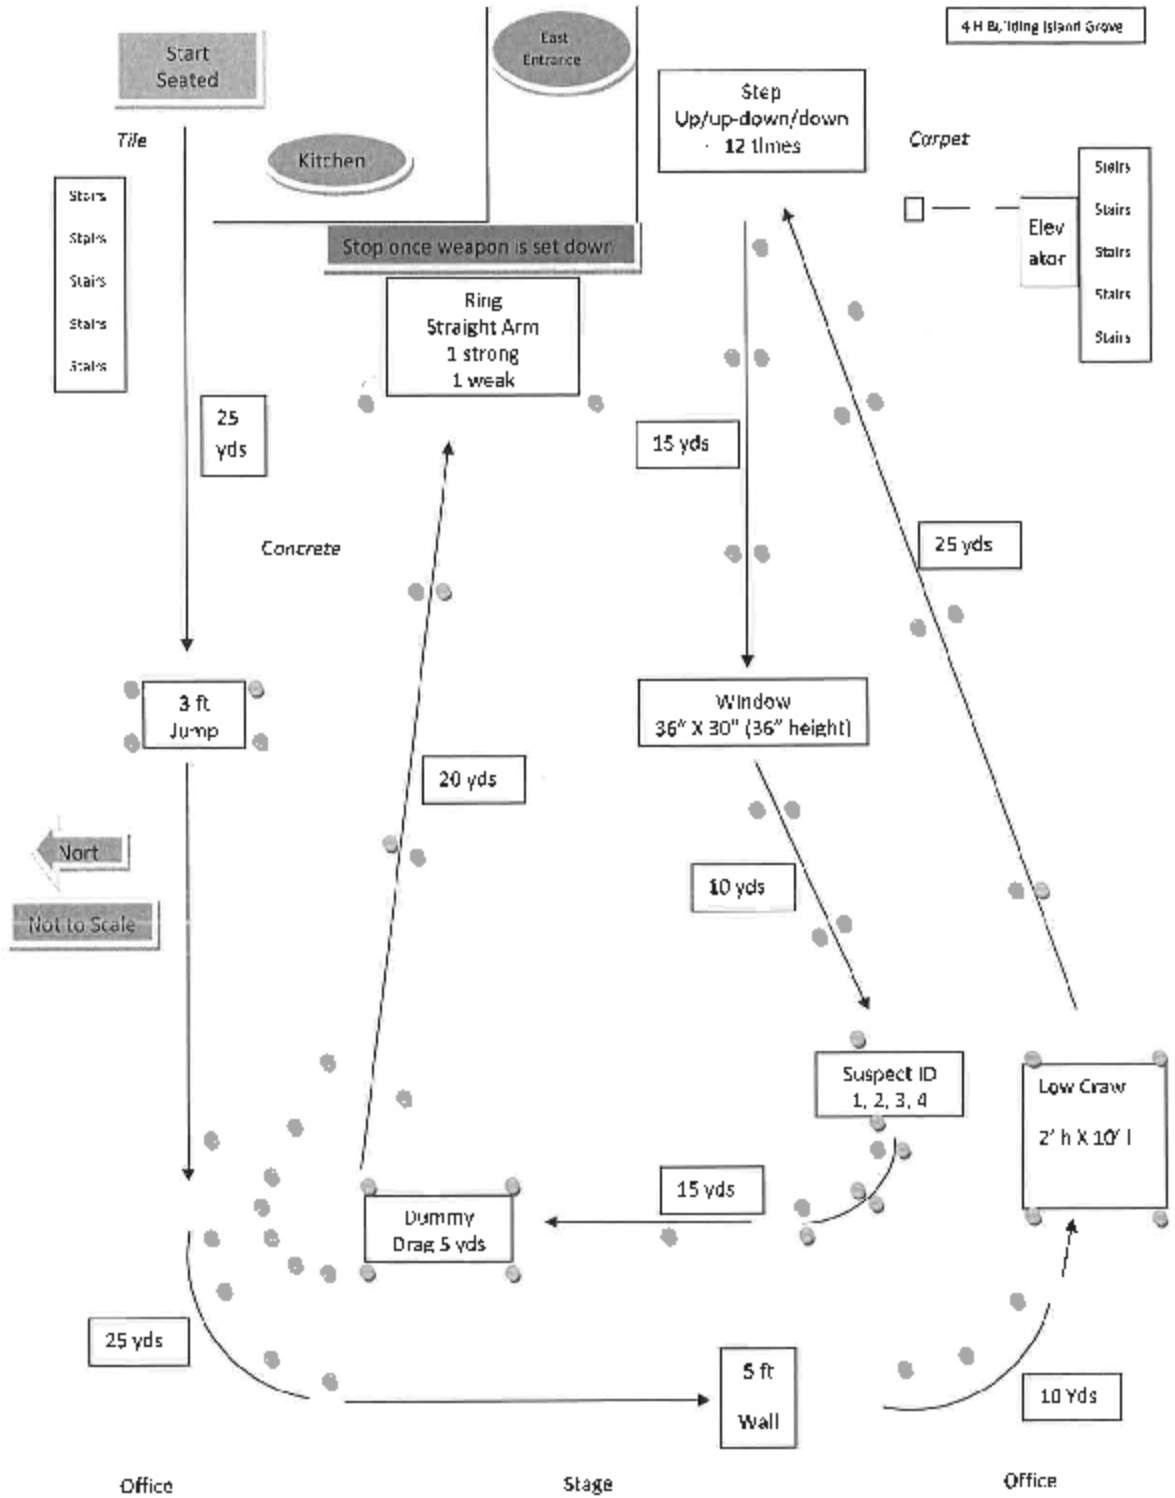 4 H Building Island Grove
Start
Seated
East
Entrance
Step
Up/up-down/down
12 times
Tile
Kitchen
Carpet
Stairs
Stairs
Stairs
Stairs
Stairs
Stairs
Stairs
Stairs
Stairs
Stairs
Elev
ator
Stop once weapon is set down
Ring
Straight Arm
1 strong
1 weak
25
yds
15 yds
Concrete
25 yds
3 ft
Jump
Window
36" X 30" (36" height)
20 yds
Nort
Not to Scale
10 yds
Suspect ID
1, 2, 3, 4
Low Craw
2' h X 10' l
15 yds
Dummy
Drag 5 yds
25 yds
5 ft
Wall
10 Yds
Office
Stage
Office